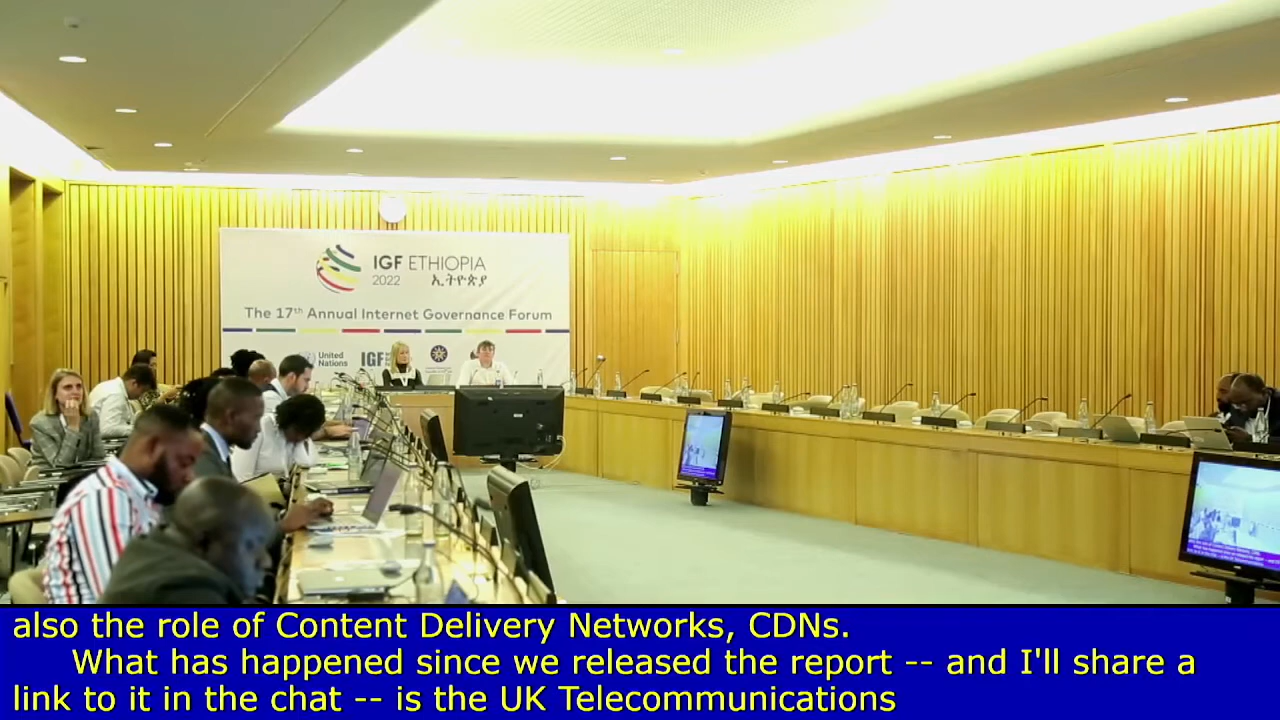 IGF ETHIOPIA
2022 ኢትዮጵያ
The 17th Annual Internet Governance Forum
United
Nations
IGF
also the role of Content Delivery Networks, CDNs.
What has happened since we released the report -- and I'll share a
link to it in the chat -- is the UK Telecommunications